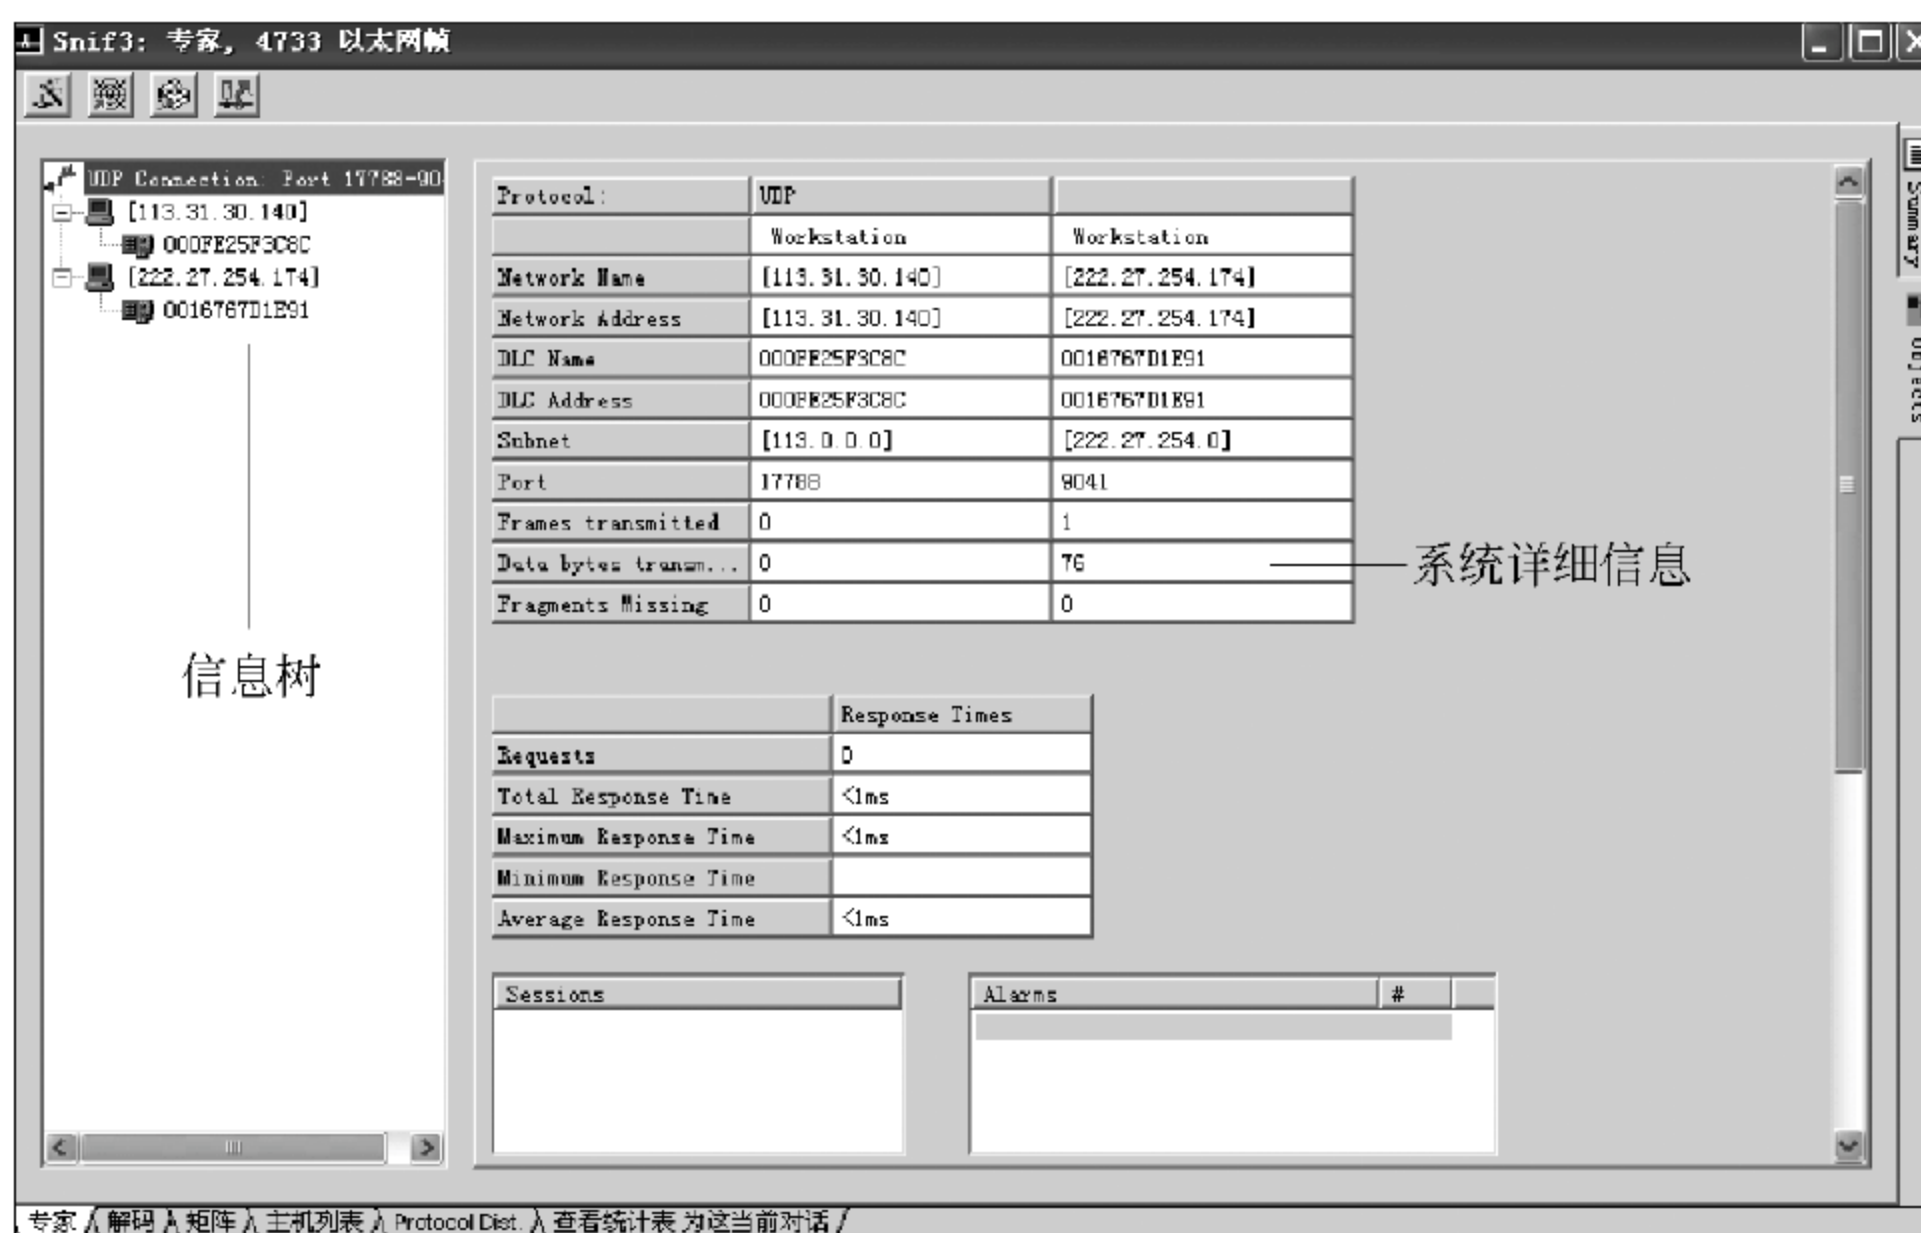 Snif3: 专家, 4733 以太网帧
UDP Connection: Port 17788-90
[113.31.30.140]
000FE25F3C8C
[222.27.254.174]
0016767D1E91
信息树
Protocol: UDP
Workstation Workstation
Network Name [113.31.30.140] [222.27.254.174]
Network Address [113.31.30.140] [222.27.254.174]
DLC Name 000FE25F3C8C 0016767D1E91
DLC Address 000FE25F3C8C 0016767D1E91
Subnet [113.0.0.0] [222.27.254.0]
Port 17788 9041
Frames transmitted 0 1
Data bytes transm... 0 76
Fragments Missing 0 0
系统详细信息
Response Times
Requests 0
Total Response Time <1ms
Maximum Response Time <1ms
Minimum Response Time
Average Response Time <1ms
Sessions
Alarms #
Summary
Objects
专家 解码 矩阵 主机列表 Protocol Dist. 查看统计表 为这当前对话